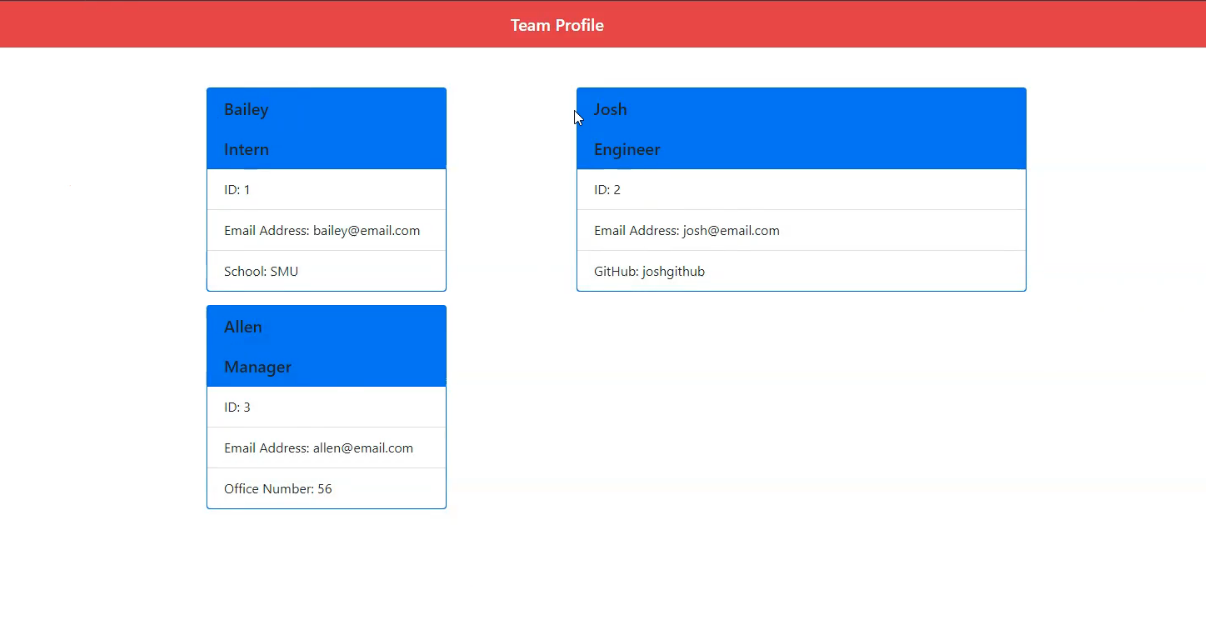 Team Profile
Bailey
Intern
ID: 1
Email Address: bailey@email.com
School: SMU
Josh
Engineer
ID: 2
Email Address: josh@email.com
GitHub: joshgithub
Allen
Manager
ID: 3
Email Address: allen@email.com
Office Number: 56